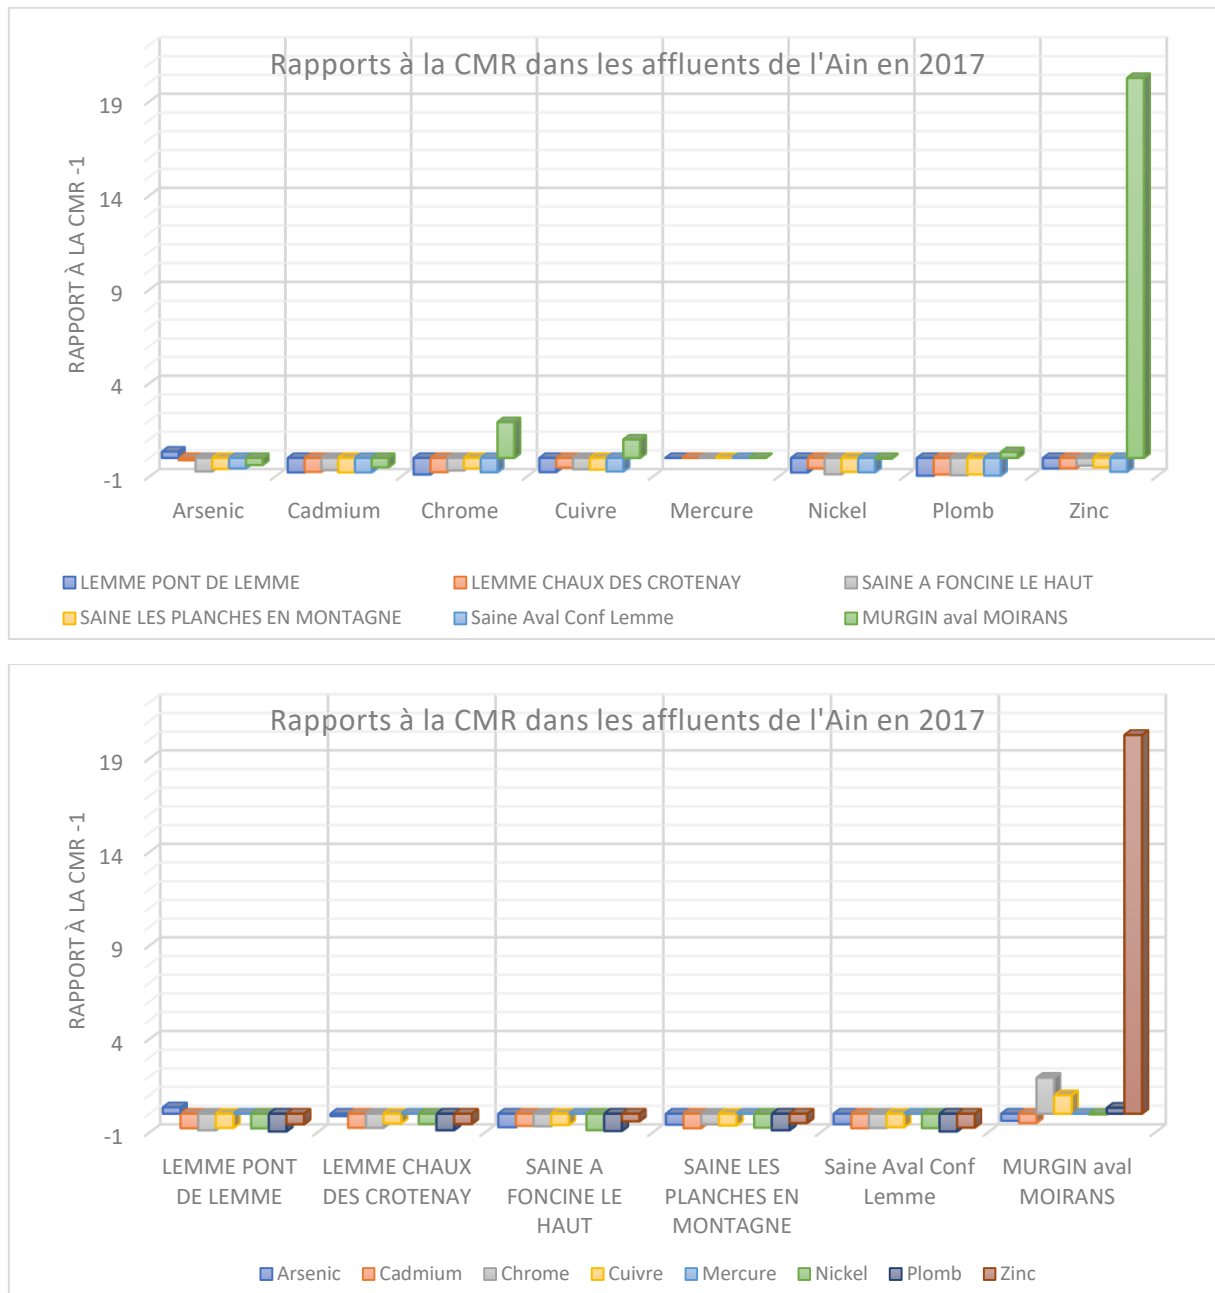 Rapports à la CMR dans les affluents de l'Ain en 2017
RAPPORT À LA CMR -1
19
14
9
4
-1
Arsenic Cadmium Chrome Cuivre Mercure Nickel Plomb Zinc
LEMME PONT DE LEMME LEMME CHAUX DES CROTENAY SAINE A FONCINE LE HAUT
SAINE LES PLANCHES EN MONTAGNE Saine Aval Conf Lemme MURGIN aval MOIRANS
Rapports à la CMR dans les affluents de l'Ain en 2017
RAPPORT À LA CMR -1
19
14
9
4
-1
LEMME PONT
DE LEMME
LEMME CHAUX
DES CROTENAY
SAINE A
FONCINE LE
HAUT
SAINE LES
PLANCHES EN
MONTAGNE
Saine Aval Conf
Lemme
MURGIN aval
MOIRANS
Arsenic Cadmium Chrome Cuivre Mercure Nickel Plomb Zinc